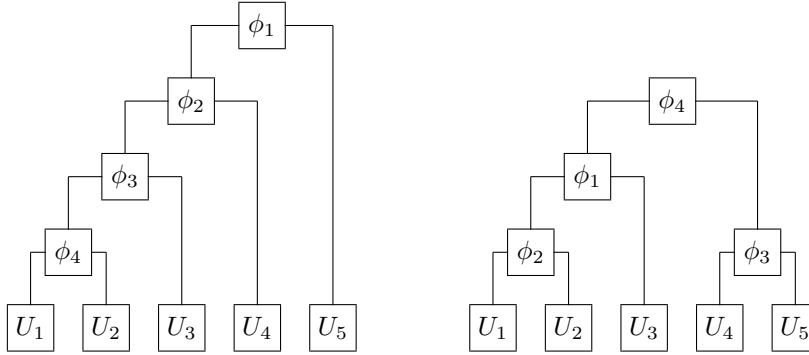 ϕ₁
ϕ₂ ϕ₄
ϕ₃ ϕ₁
ϕ₄ ϕ₂ ϕ₃
U₁ U₂ U₃ U₄ U₅ U₁ U₂ U₃ U₄ U₅